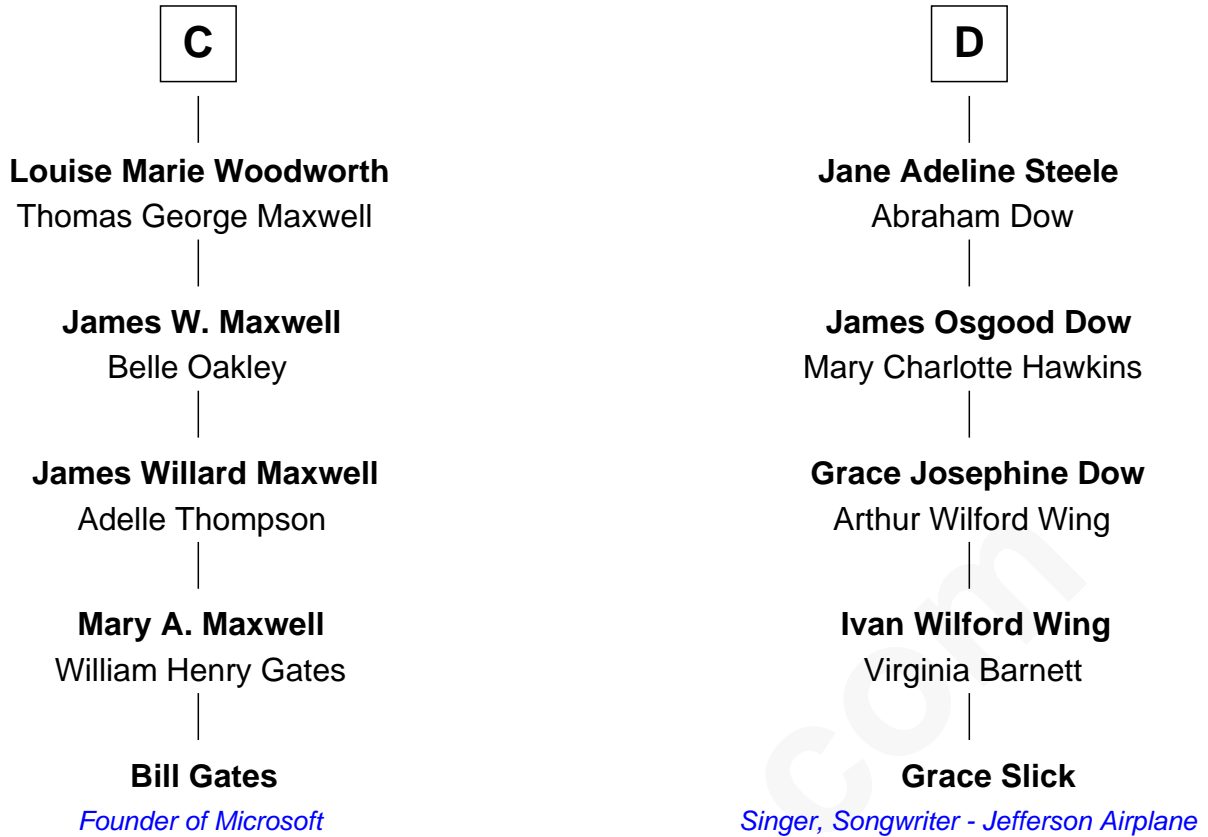 C
Louise Marie Woodworth
Thomas George Maxwell
James W. Maxwell
Belle Oakley
James Willard Maxwell
Adelle Thompson
Mary A. Maxwell
William Henry Gates
Bill Gates
Founder of Microsoft
D
Jane Adeline Steele
Abraham Dow
James Osgood Dow
Mary Charlotte Hawkins
Grace Josephine Dow
Arthur Wilford Wing
Ivan Wilford Wing
Virginia Barnett
Grace Slick
Singer, Songwriter - Jefferson Airplane
com